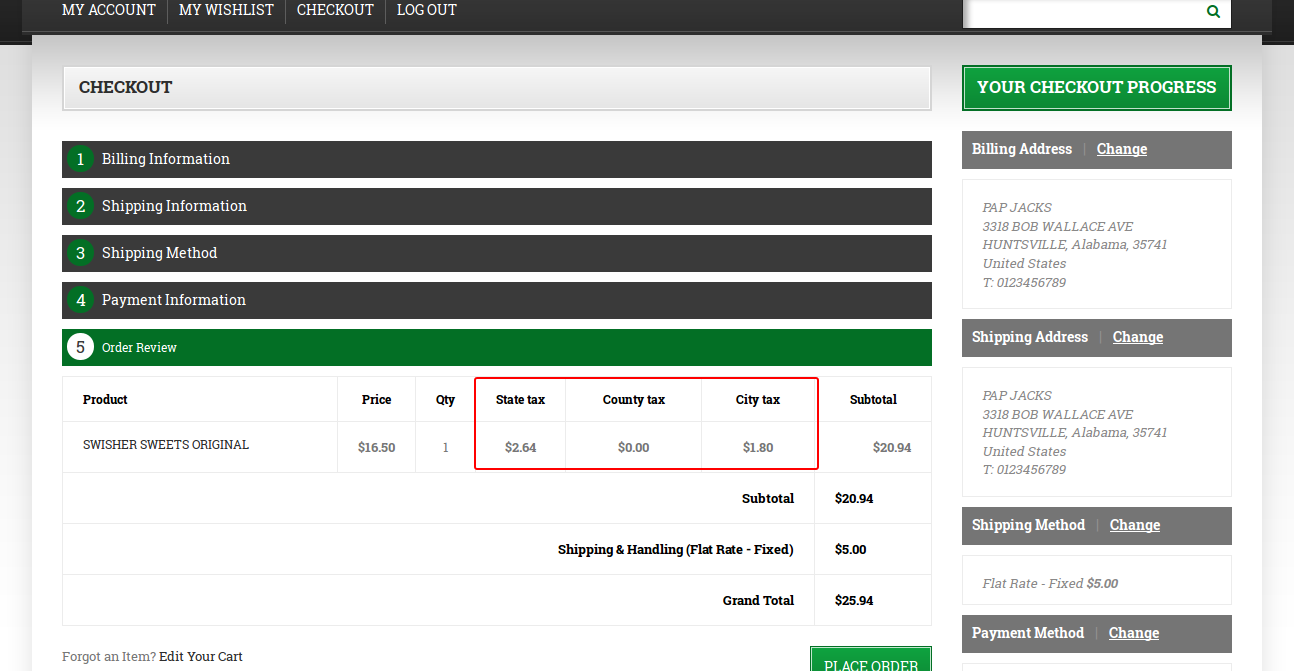 MY ACCOUNT MY WISHLIST CHECKOUT LOG OUT
CHECKOUT
1 Billing Information
2 Shipping Information
3 Shipping Method
4 Payment Information
5 Order Review
Product Price Qty State tax County tax City tax Subtotal
SWISHER SWEETS ORIGINAL $16.50 1 $2.64 $0.00 $1.80 $20.94
Subtotal $20.94
Shipping & Handling (Flat Rate - Fixed) $5.00
Grand Total $25.94
Forgot an Item? Edit Your Cart
PLACE ORDER
YOUR CHECKOUT PROGRESS
Billing Address | Change
PAP JACKS
3318 BOB WALLACE AVE
HUNTSVILLE, Alabama, 35741
United States
T: 0123456789
Shipping Address | Change
PAP JACKS
3318 BOB WALLACE AVE
HUNTSVILLE, Alabama, 35741
United States
T: 0123456789
Shipping Method | Change
Flat Rate - Fixed $5.00
Payment Method | Change